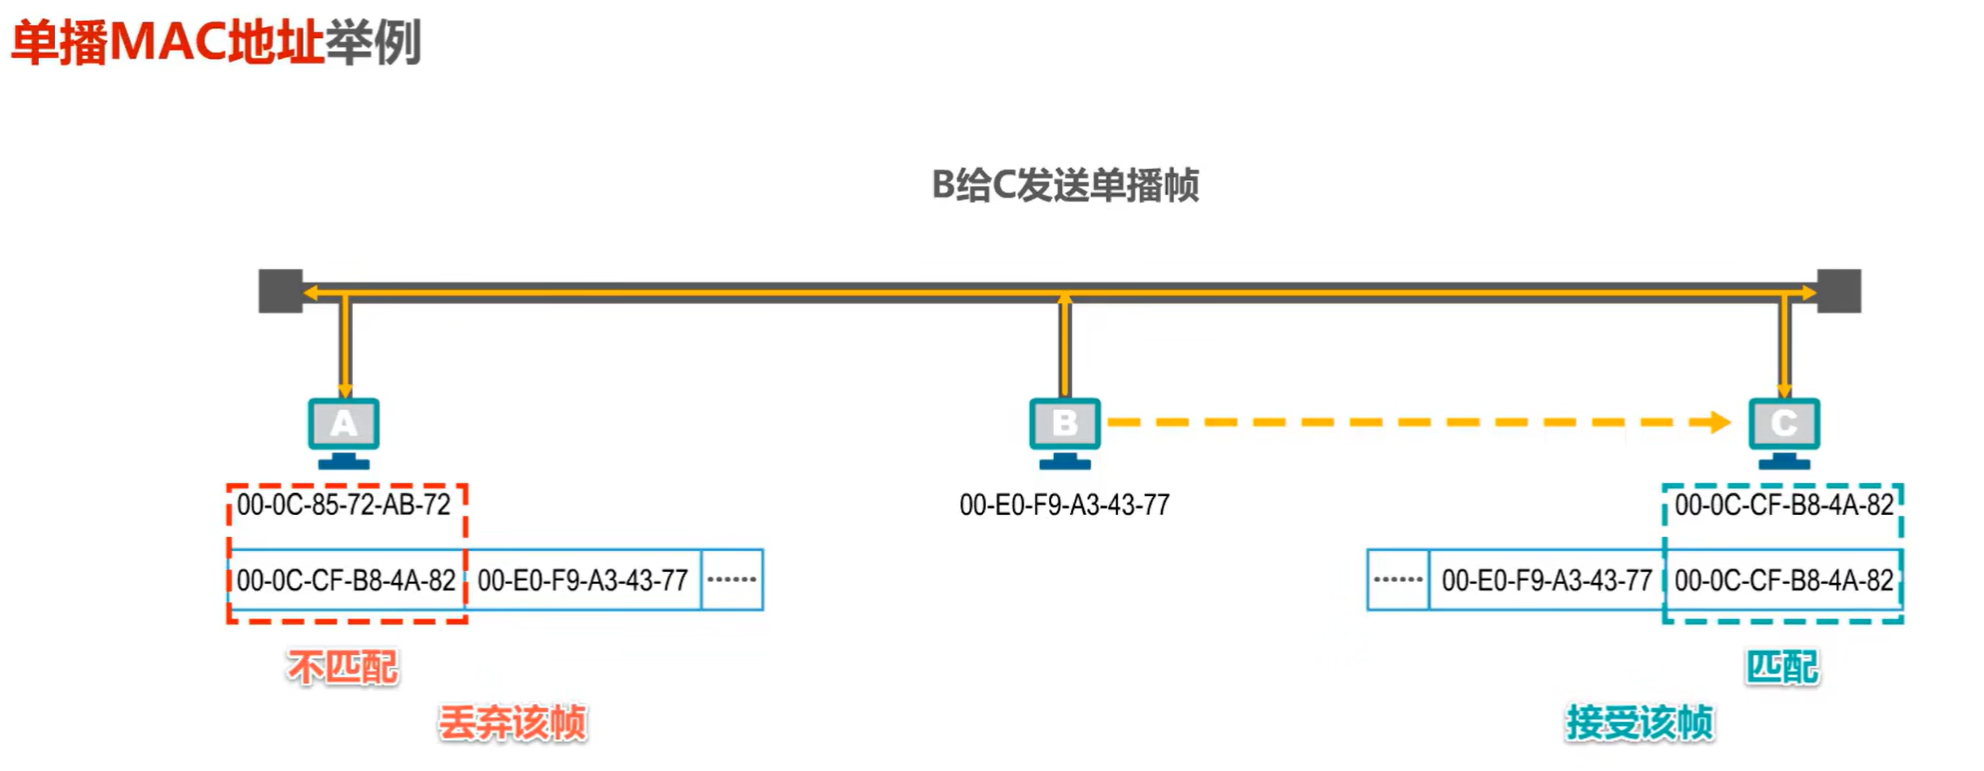 单播MAC地址举例
B给C发送单播帧
A
B
C
00-0C-85-72-AB-72
00-E0-F9-A3-43-77
00-0C-CF-B8-4A-82
00-0C-CF-B8-4A-82 00-E0-F9-A3-43-77 ······
······ 00-E0-F9-A3-43-77 00-0C-CF-B8-4A-82
不匹配
匹配
丢弃该帧
接受该帧